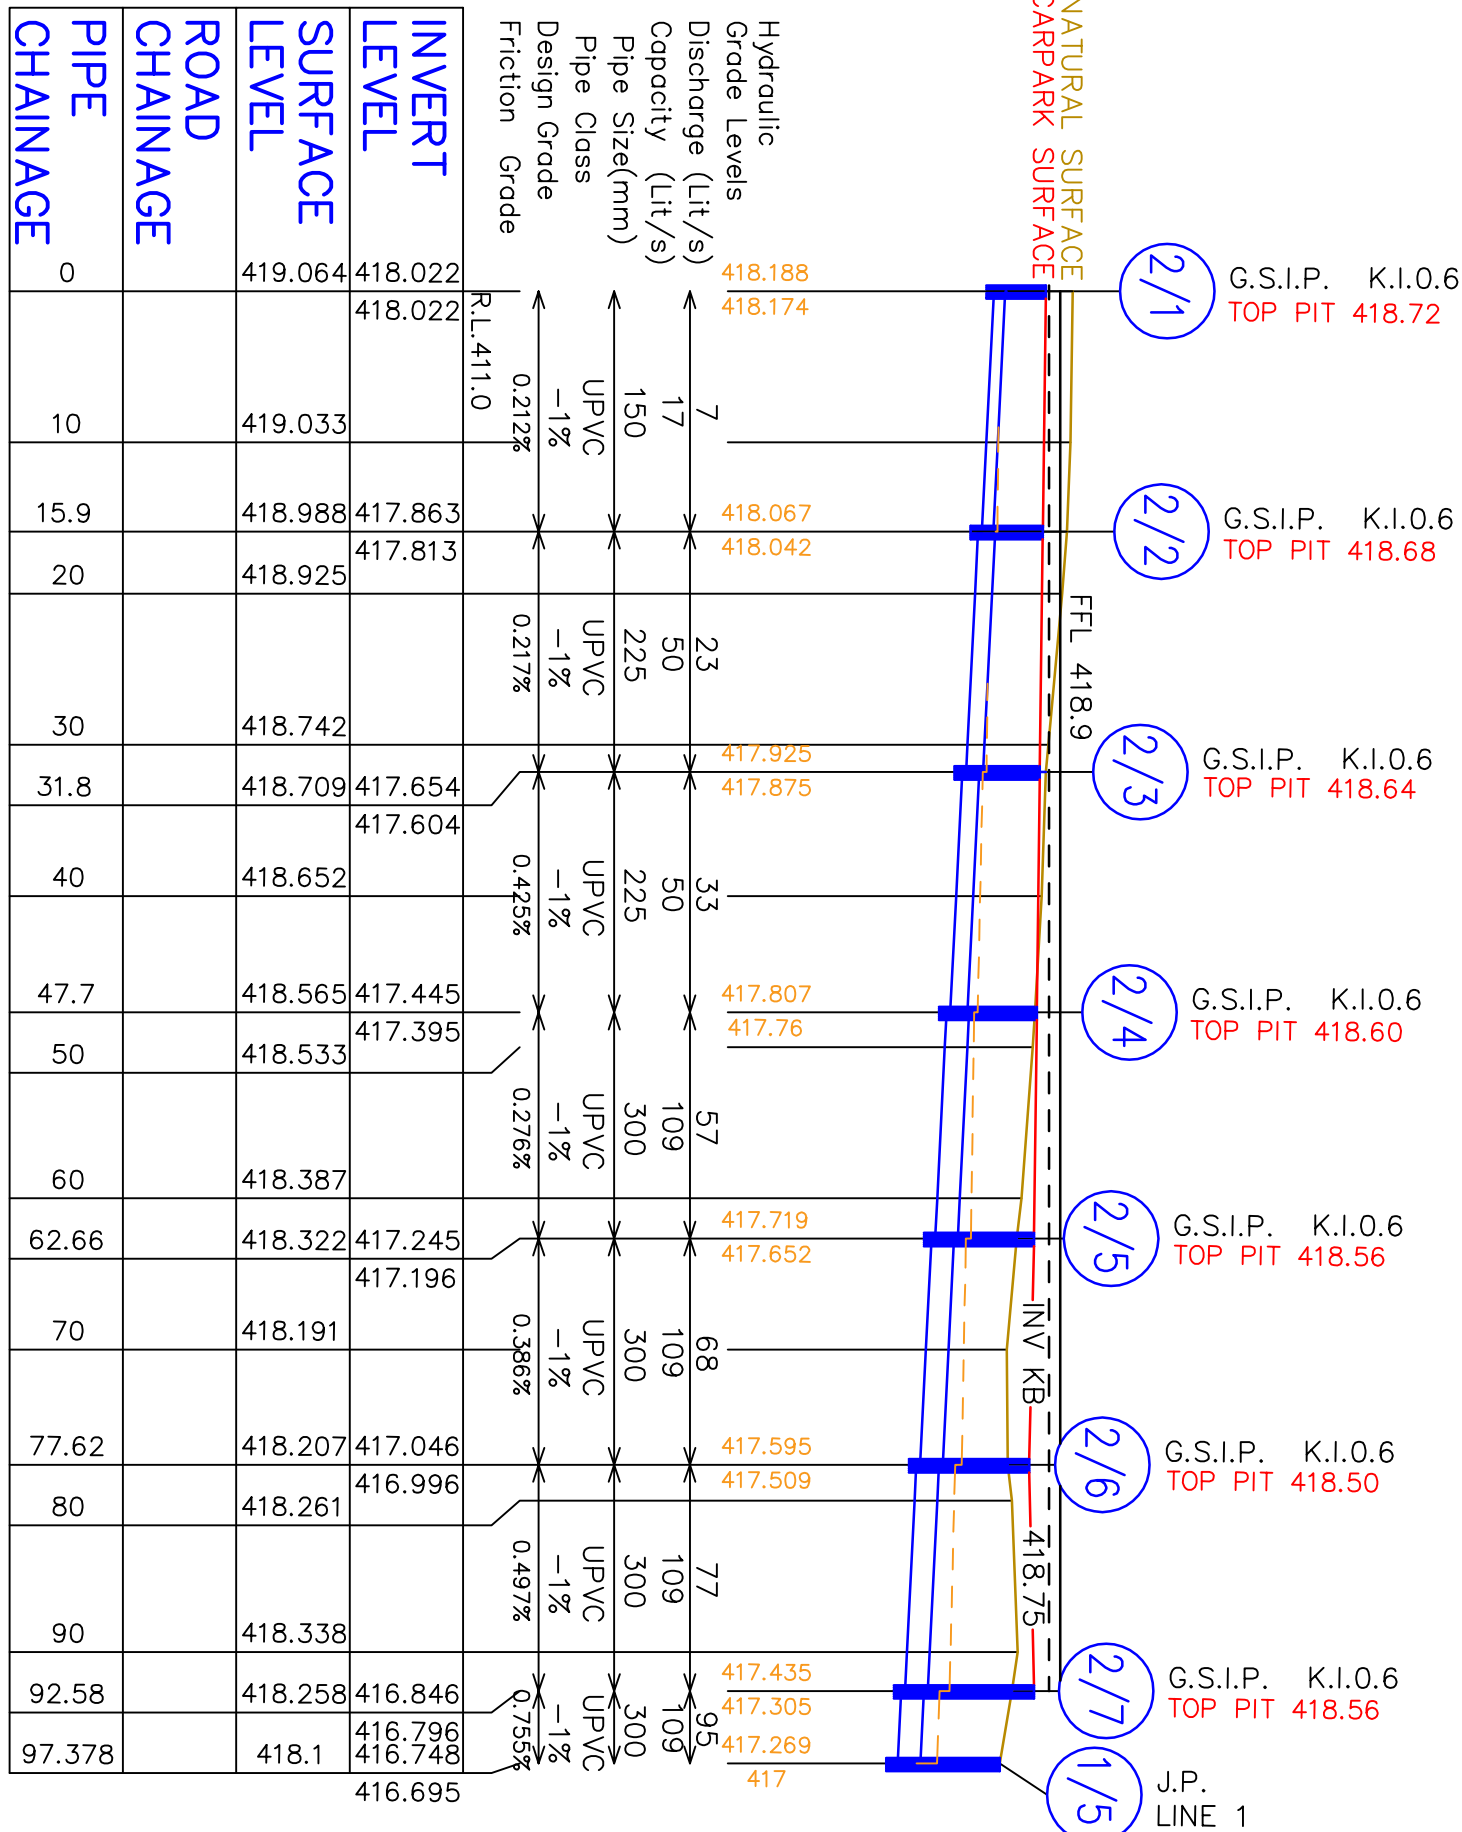 NATURAL SURFACE
CARPARK SURFACE
Hydraulic
Grade Levels
Discharge (Lit/s)
Capacity (Lit/s)
Pipe Size(mm)
Pipe Class
Design Grade
Friction Grade
INVERT
LEVEL
SURFACE
LEVEL
ROAD
CHAINAGE
PIPE
CHAINAGE
R.L.411.0
0 419.064 418.022
418.022
418.188
418.174
2/1
G.S.I.P. K.I.O.6
TOP PIT 418.72
10 419.033
0.212%
-1%
UPVC
150
17
7
15.9 418.988 417.863
417.813
418.067
418.042
2/2
G.S.I.P. K.I.O.6
TOP PIT 418.68
20 418.925
0.217%
-1%
UPVC
225
50
23
FFL 418.9
30 418.742
31.8 418.709 417.654
417.604
417.925
417.875
2/3
G.S.I.P. K.I.O.6
TOP PIT 418.64
40 418.652
0.425%
-1%
UPVC
225
50
33
47.7 418.565 417.445
417.395
417.807
417.76
2/4
G.S.I.P. K.I.O.6
TOP PIT 418.60
50 418.533
0.276%
-1%
UPVC
300
109
57
60 418.387
62.66 418.322 417.245
417.196
417.719
417.652
2/5
G.S.I.P. K.I.O.6
TOP PIT 418.56
70 418.191
0.386%
-1%
UPVC
300
109
68
INV KB 418.75
77.62 418.207 417.046
416.996
417.595
417.509
2/6
G.S.I.P. K.I.O.6
TOP PIT 418.50
80 418.261
0.497%
-1%
UPVC
300
109
77
90 418.338
92.58 418.258 416.846
416.796
417.435
417.305
2/7
G.S.I.P. K.I.O.6
TOP PIT 418.56
0.755%
-1%
UPVC
300
109
95
97.378 418.1 416.748
416.695
417.269
417
1/5
J.P.
LINE 1